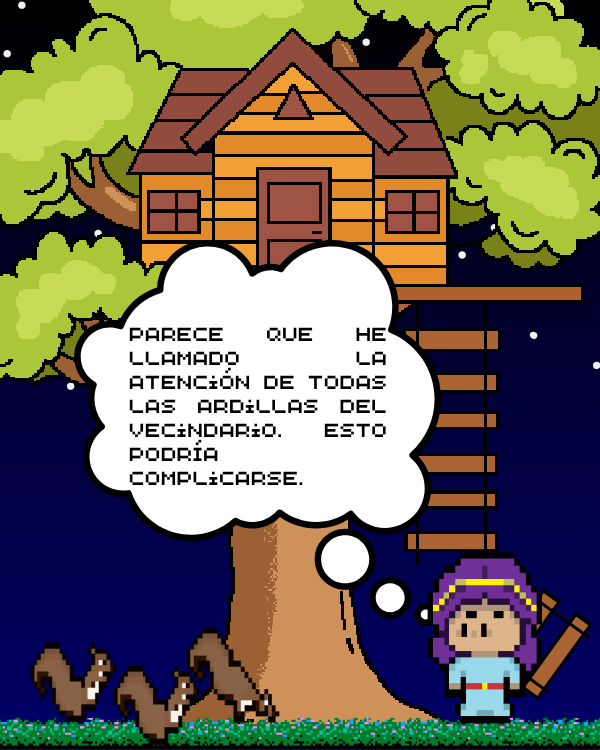 PARECE QUE HE
LLAMADO LA
ATENCiÓN DE TODAS
LAS ARDiLLAS DEL
VECiNDARiO. ESTO
PODRÍA
COMPLiCARSE.